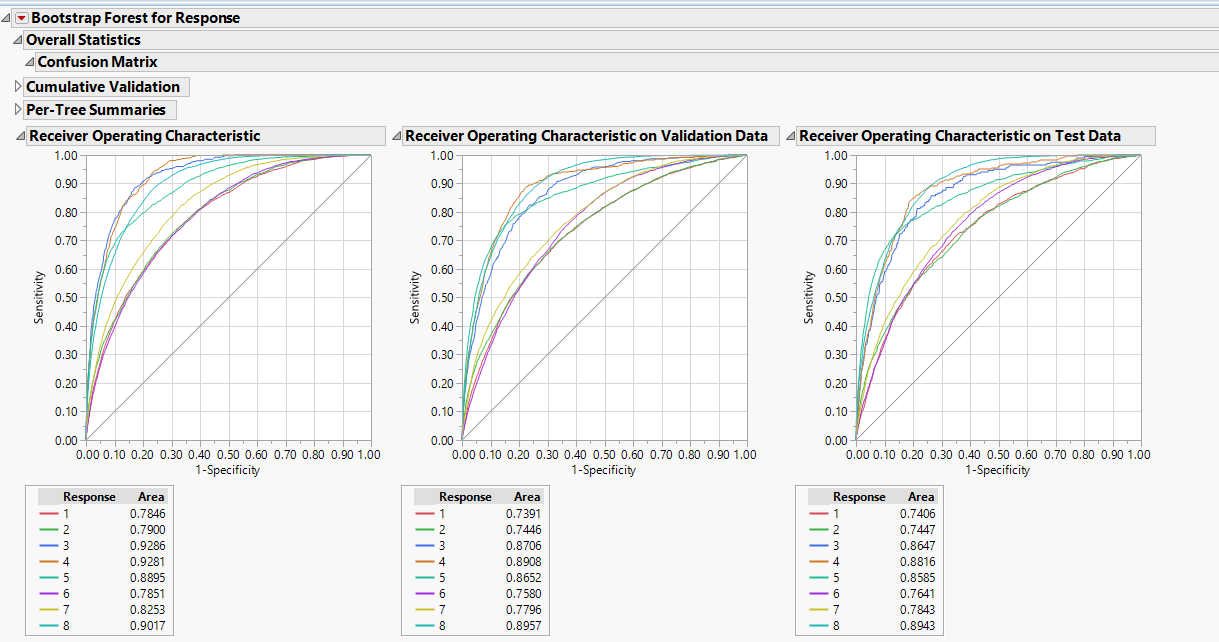 Bootstrap Forest for Response
Overall Statistics
Confusion Matrix
Cumulative Validation
Per-Tree Summaries
Receiver Operating Characteristic
1.00
0.90
0.80
0.70
0.60
0.50
0.40
0.30
0.20
0.10
0.00
Sensitivity
0.00 0.10 0.20 0.30 0.40 0.50 0.60 0.70 0.80 0.90 1.00
1-Specificity
Response Area
1 0.7846
2 0.7900
3 0.9286
4 0.9281
5 0.8895
6 0.7851
7 0.8253
8 0.9017
Receiver Operating Characteristic on Validation Data
1.00
0.90
0.80
0.70
0.60
0.50
0.40
0.30
0.20
0.10
0.00
Sensitivity
0.00 0.10 0.20 0.30 0.40 0.50 0.60 0.70 0.80 0.90 1.00
1-Specificity
Response Area
1 0.7391
2 0.7446
3 0.8706
4 0.8908
5 0.8652
6 0.7580
7 0.7796
8 0.8957
Receiver Operating Characteristic on Test Data
1.00
0.90
0.80
0.70
0.60
0.50
0.40
0.30
0.20
0.10
0.00
Sensitivity
0.00 0.10 0.20 0.30 0.40 0.50 0.60 0.70 0.80 0.90 1.00
1-Specificity
Response Area
1 0.7406
2 0.7447
3 0.8647
4 0.8816
5 0.8585
6 0.7641
7 0.7843
8 0.8943